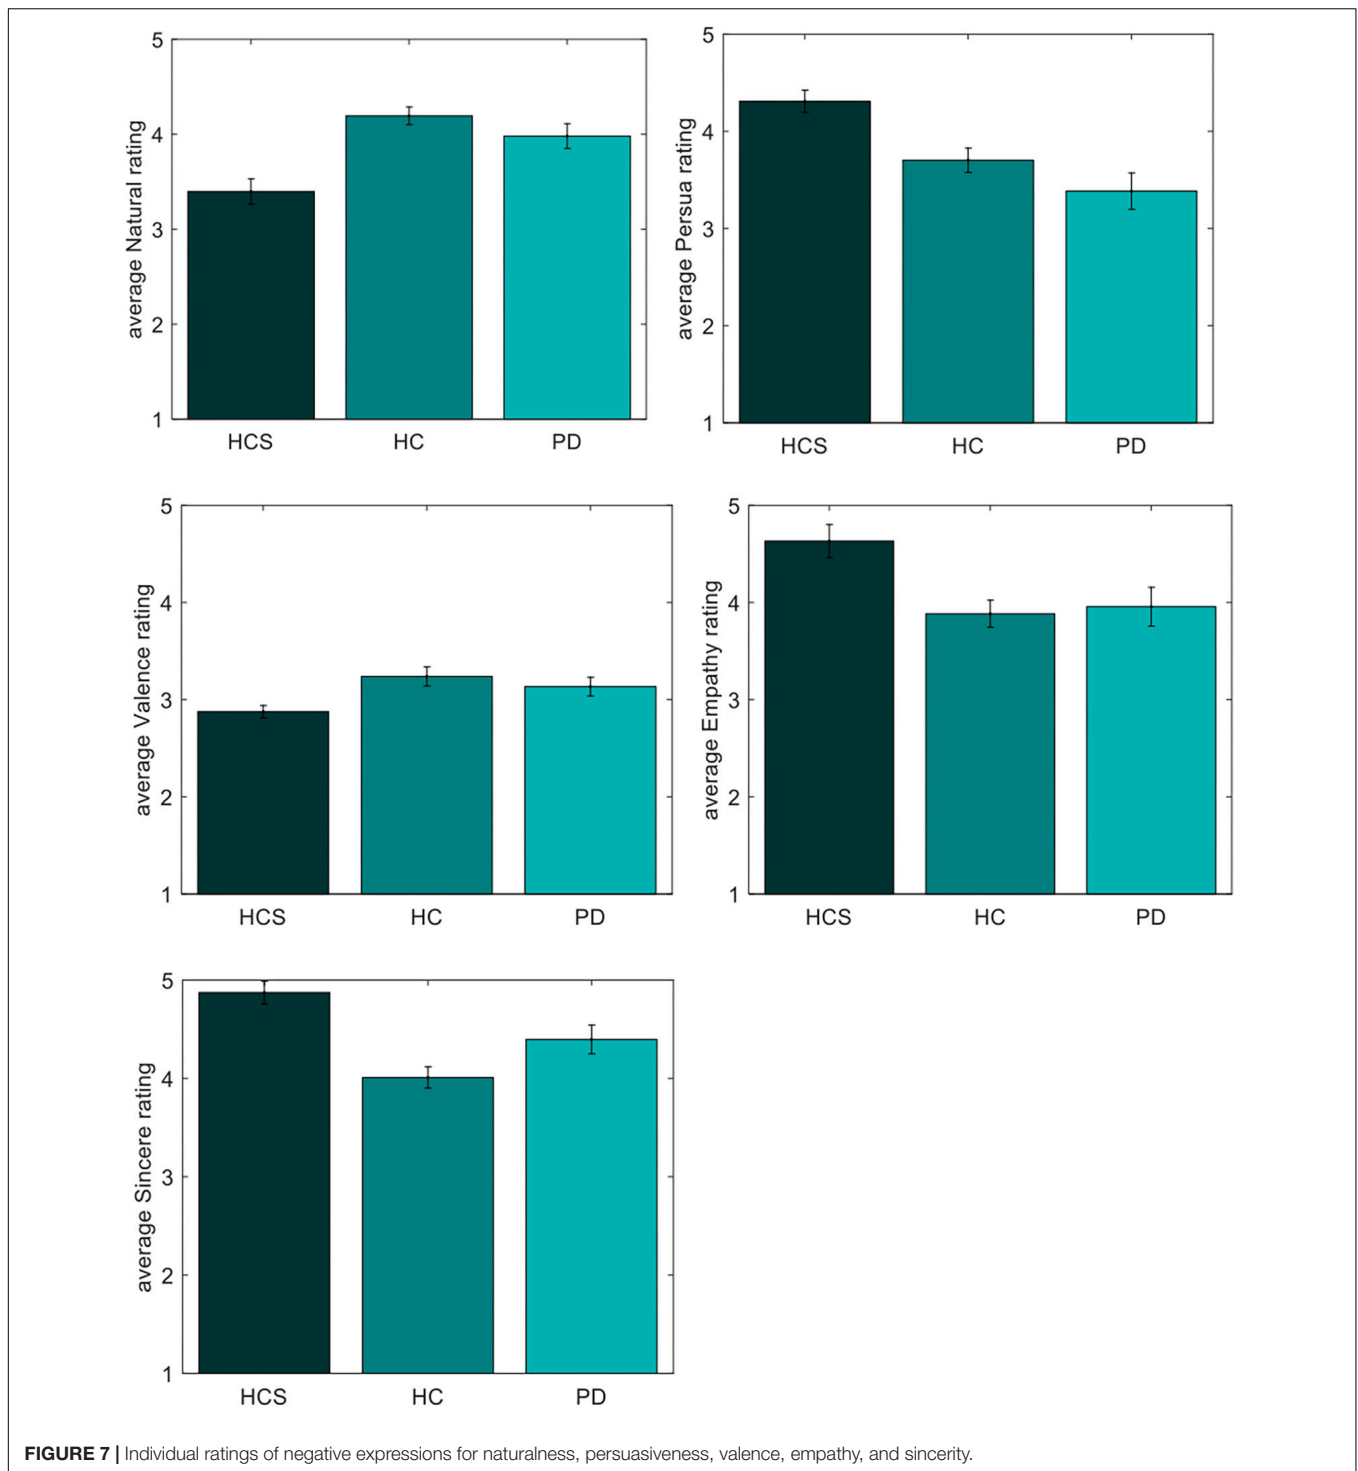 5
4
3
2
1
average Natural rating
HCS HC PD
5
4
3
2
1
average Persua rating
HCS HC PD
5
4
3
2
1
average Valence rating
HCS HC PD
5
4
3
2
1
average Empathy rating
HCS HC PD
5
4
3
2
1
average Sincere rating
HCS HC PD
FIGURE 7 | Individual ratings of negative expressions for naturalness, persuasiveness, valence, empathy, and sincerity.